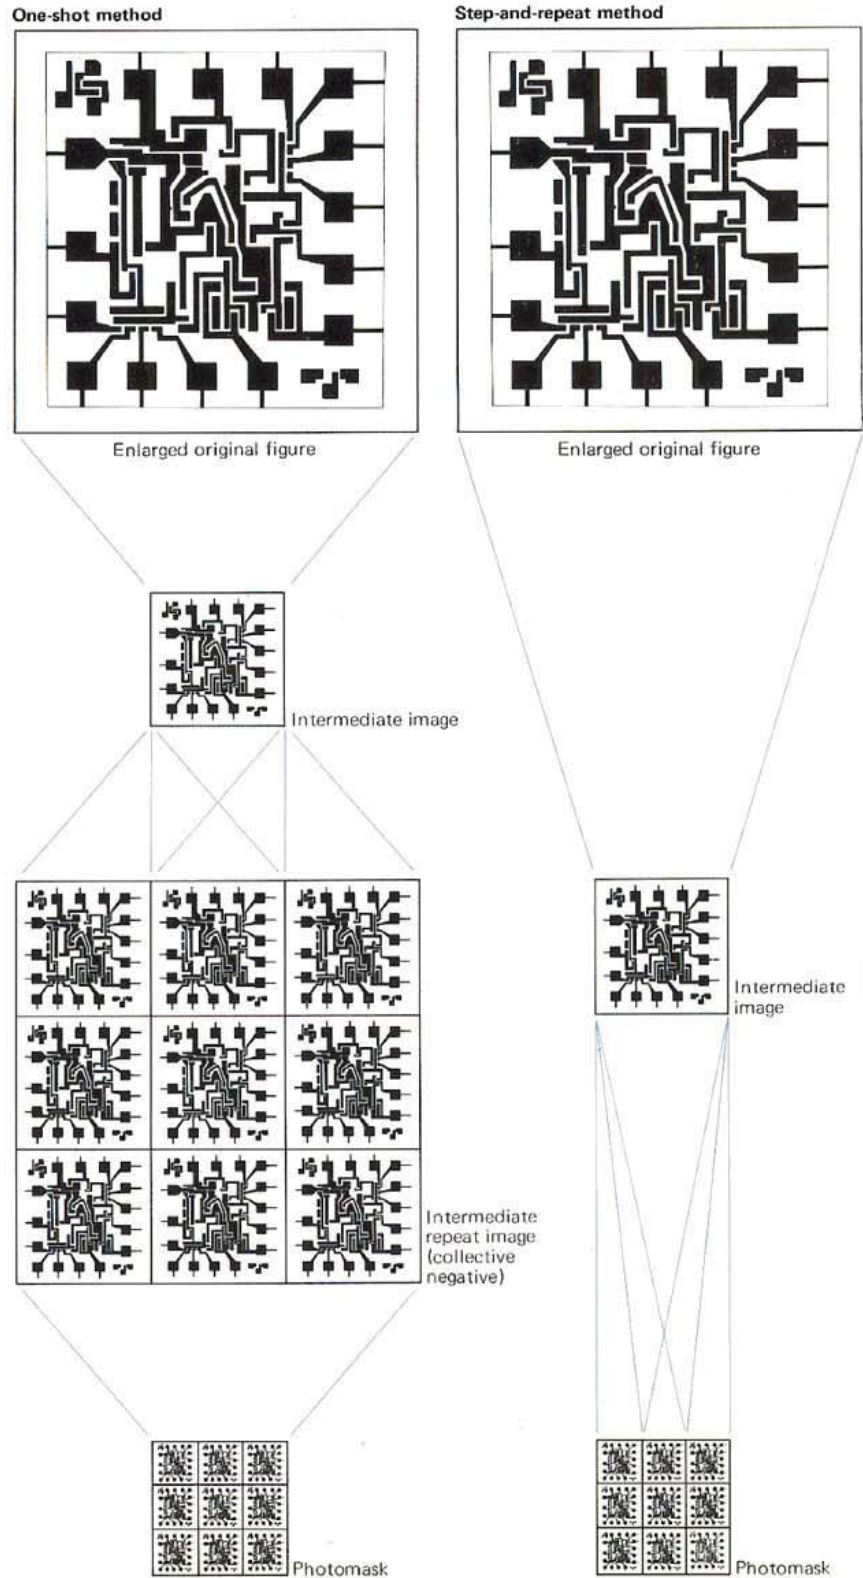 One-shot method
Step-and-repeat method
Enlarged original figure
Enlarged original figure
Intermediate image
Intermediate
image
Intermediate
repeat image
(collective
negative)
Photomask
Photomask